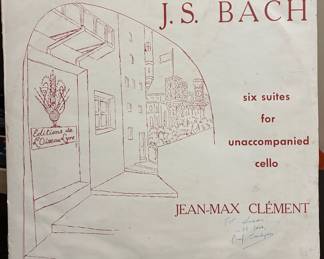 J. S. BACH
six suites
for
unaccompanied
cello
Editions de
L'Oiseau-Lyre
JEAN-MAX CLÉMENT